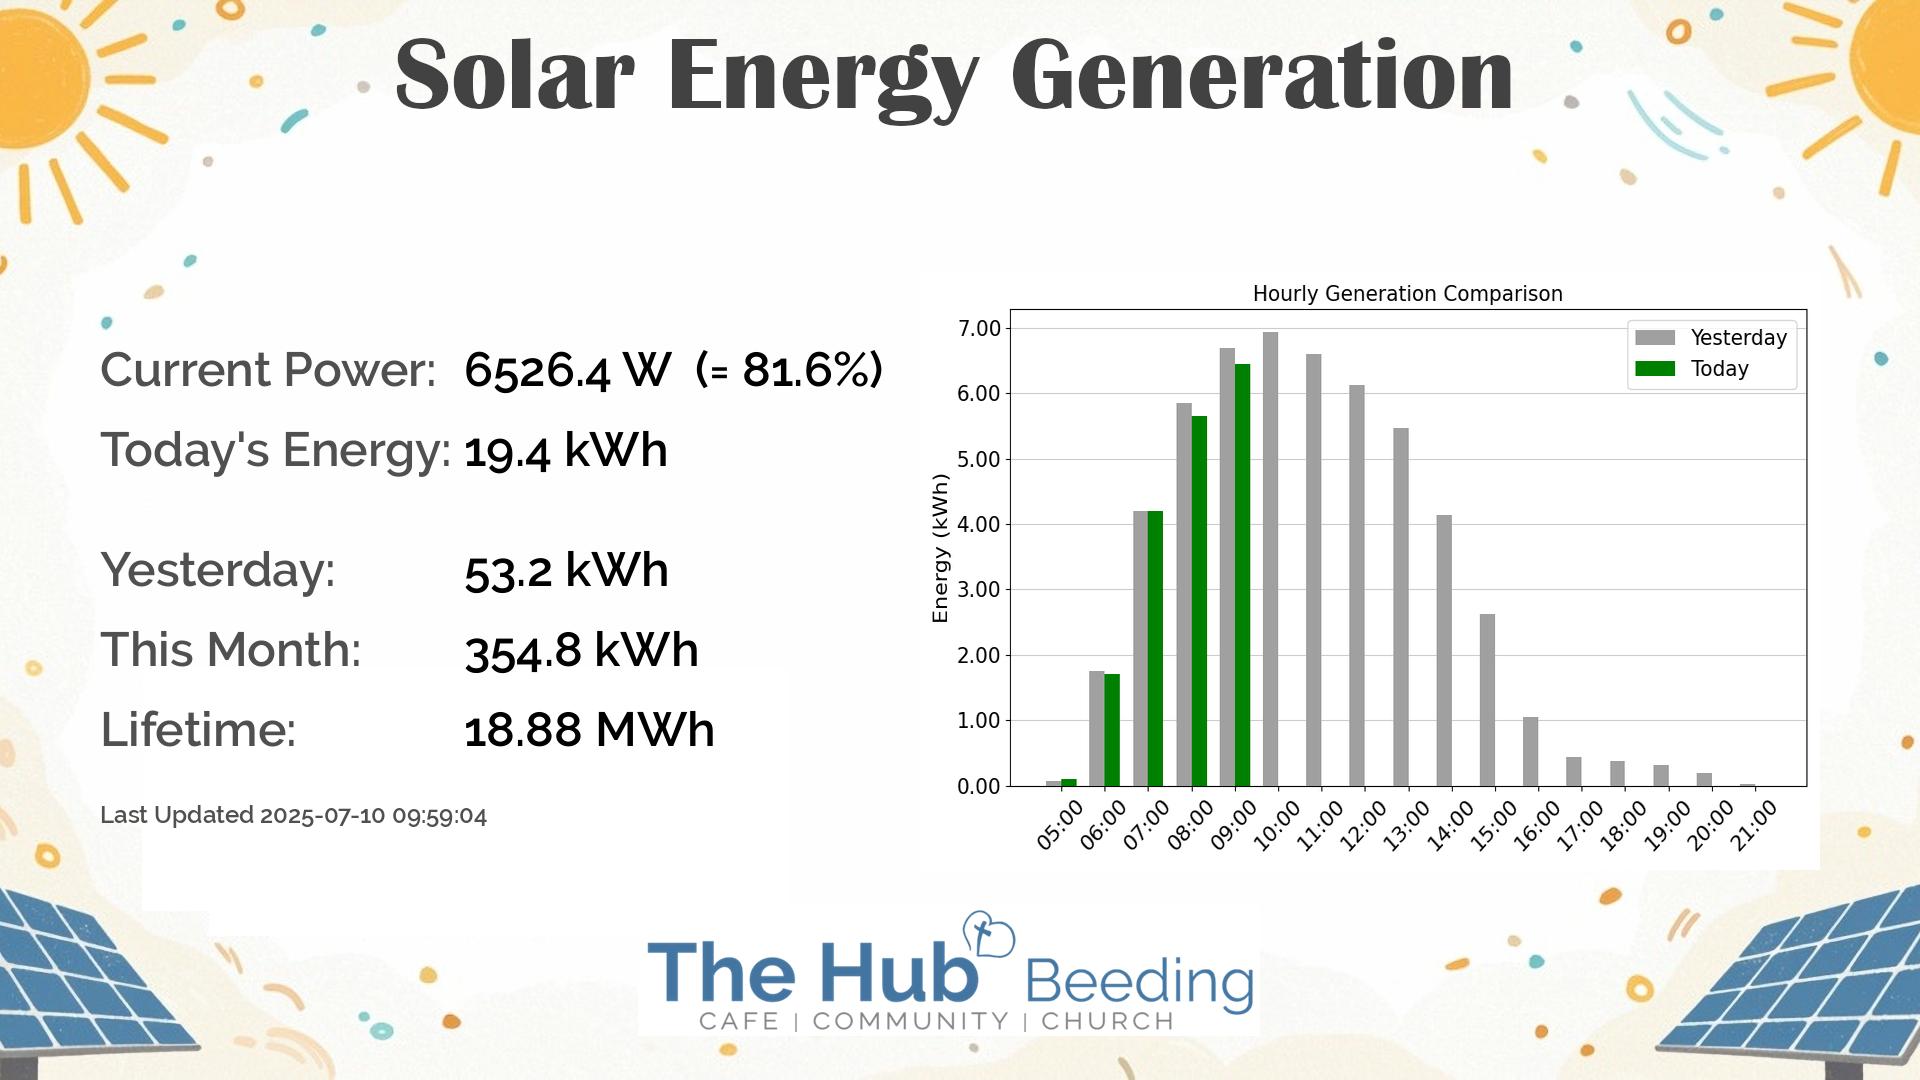 Solar Energy Generation
Current Power: 6526.4 W (= 81.6%)
Today's Energy: 19.4 kWh
Yesterday: 53.2 kWh
This Month: 354.8 kWh
Lifetime: 18.88 MWh
Last Updated 2025-07-10 09:59:04
Hourly Generation Comparison
Yesterday
Today
Energy (kWh)
7.00
6.00
5.00
4.00
3.00
2.00
1.00
0.00
05:00 06:00 07:00 08:00 09:00 10:00 11:00 12:00 13:00 14:00 15:00 16:00 17:00 18:00 19:00 20:00 21:00
The Hub Beeding
CAFE | COMMUNITY | CHURCH